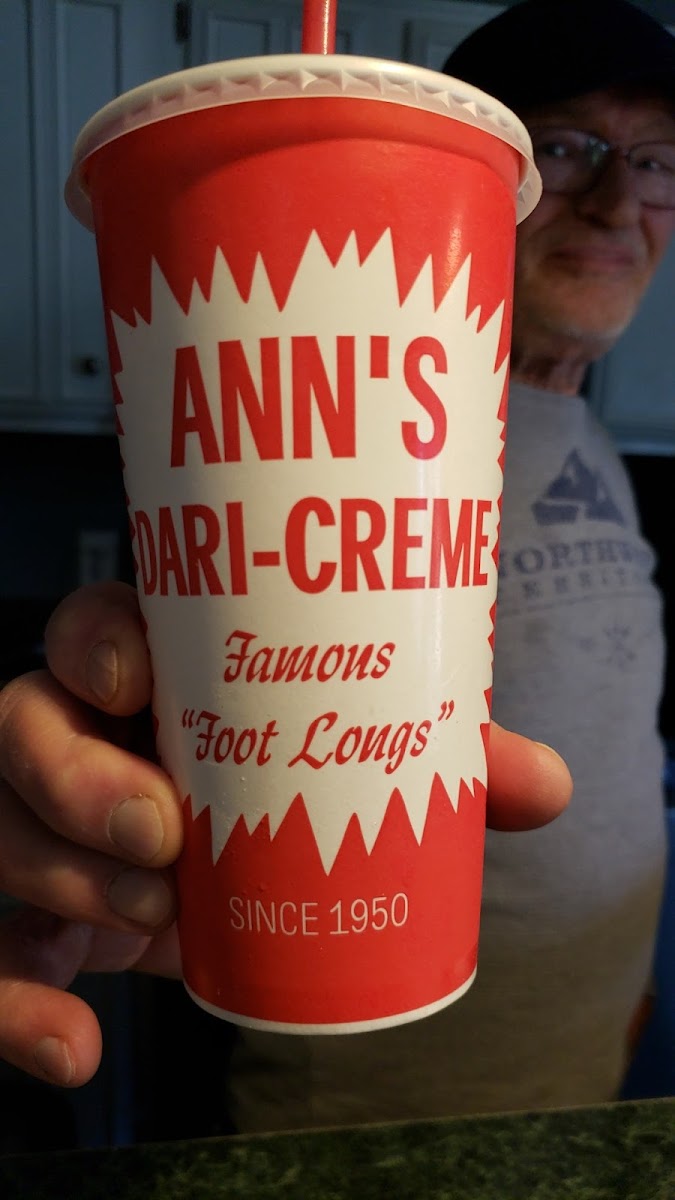 ANN'S
DARI-CREME
Famous
"Foot Longs"
SINCE 1950